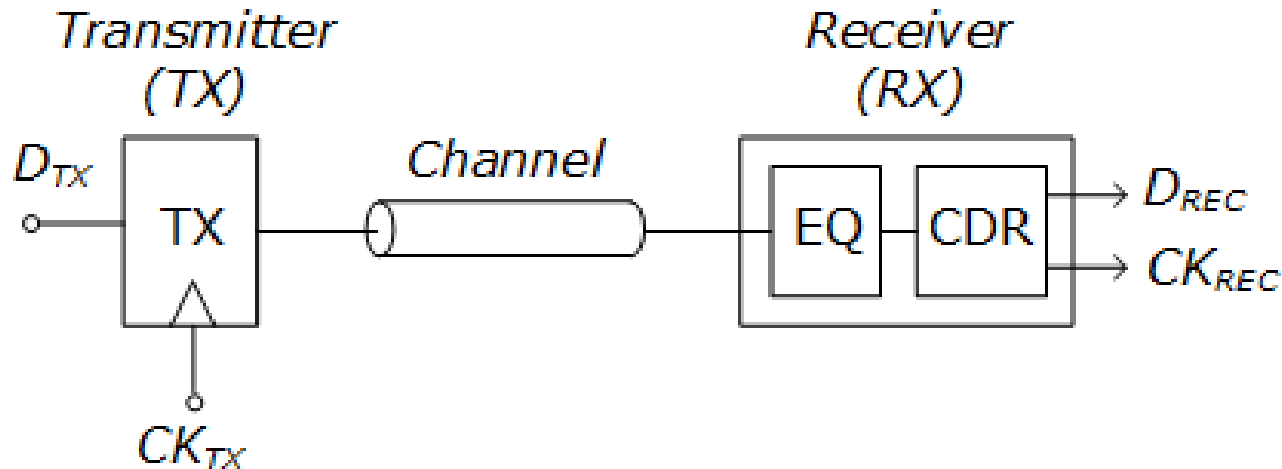 Transmitter
(TX)
Receiver
(RX)
Channel
D_TX
TX
EQ
CDR
D_REC
CK_REC
CK_TX